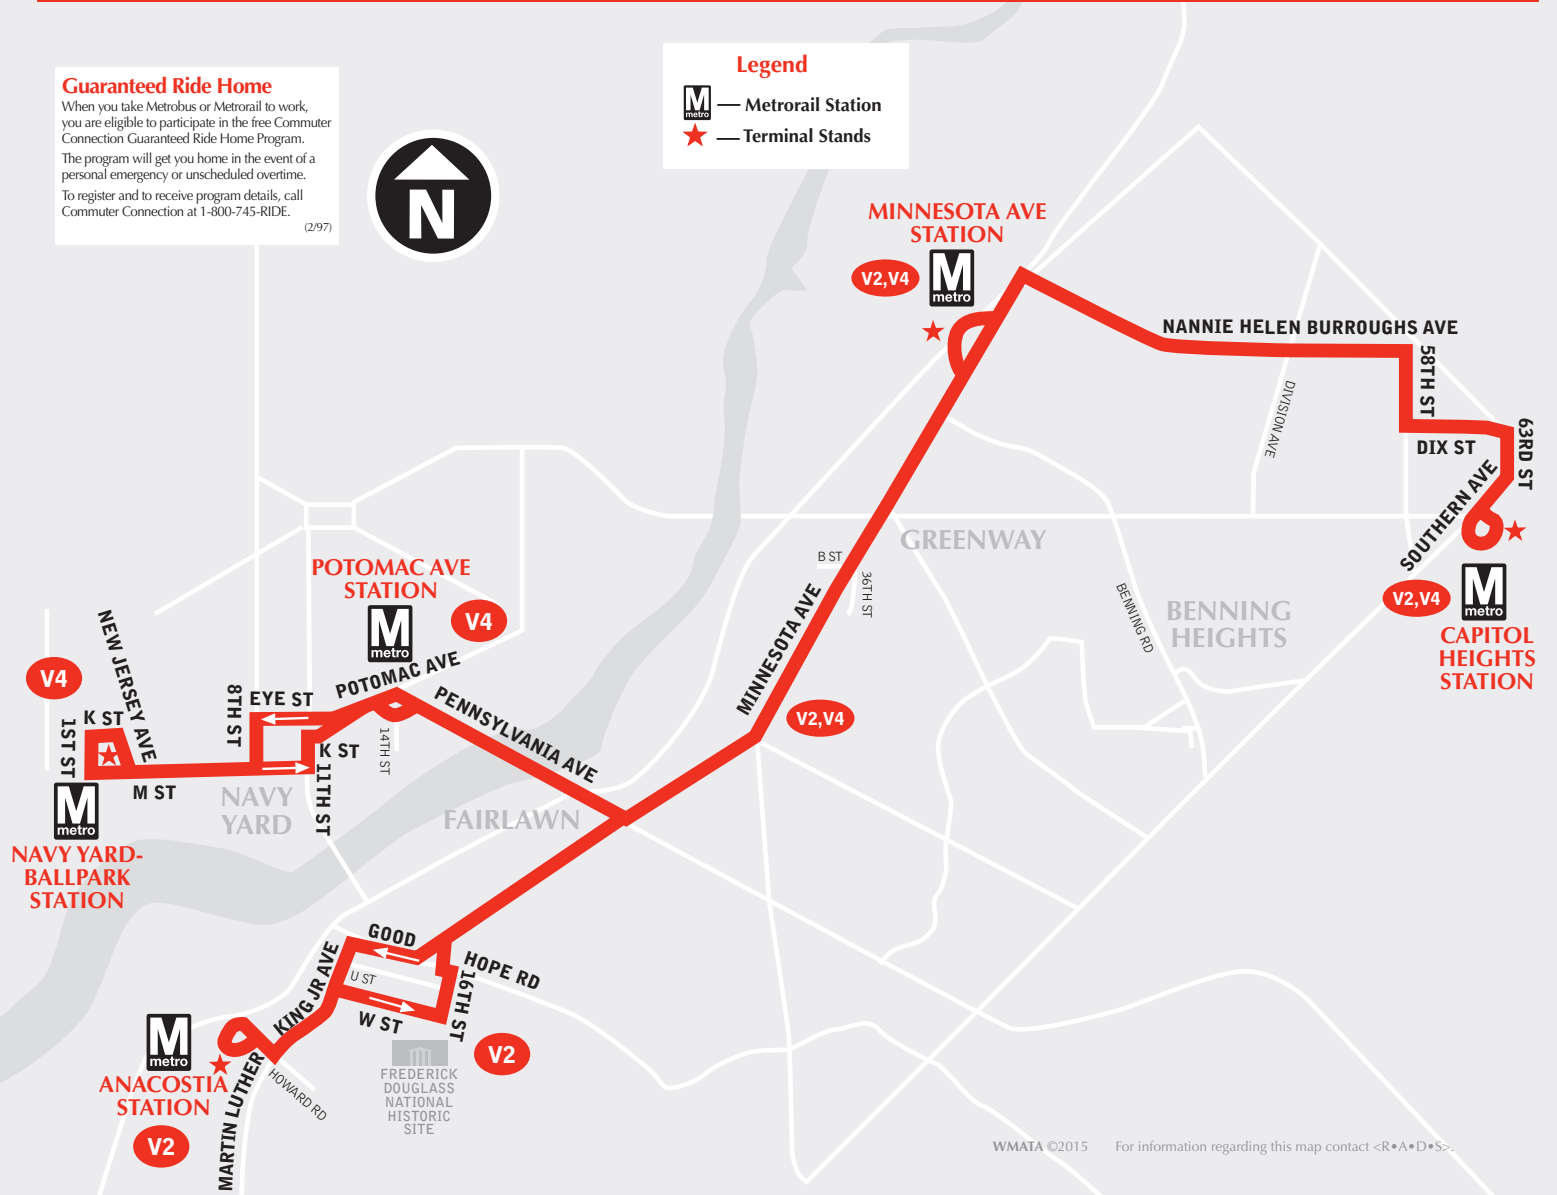 Guaranteed Ride Home
When you take Metrobus or Metrorail to work,
you are eligible to participate in the free Commuter
Connection Guaranteed Ride Home Program.
The program will get you home in the event of a
personal emergency or unscheduled overtime.
To register and to receive program details, call
Commuter Connection at 1-800-745-RIDE.
(2/97)
N
Legend
M
metro
— Metrorail Station
— Terminal Stands
MINNESOTA AVE
STATION
V2,V4
M
metro
NANNIE HELEN BURROUGHS AVE
58TH ST
DIVISION AVE
DIX ST
63RD ST
SOUTHERN AVE
V2,V4
M
metro
CAPITOL
HEIGHTS
STATION
GREENWAY
B ST
36TH ST
BENNING RD
BENNING
HEIGHTS
MINNESOTA AVE
V2,V4
POTOMAC AVE
STATION
M
metro
V4
POTOMAC AVE
PENNSYLVANIA AVE
NEW JERSEY AVE
V4
8TH ST
EYE ST
K ST
1ST ST
K ST
14TH ST
11TH ST
M ST
M
metro
NAVY YARD-
BALLPARK
STATION
NAVY
YARD
FAIRLAWN
GOOD
HOPE RD
U ST
16TH ST
W ST
KING JR AVE
MARTIN LUTHER
HOWARD RD
V2
M
metro
ANACOSTIA
STATION
V2
FREDERICK
DOUGLASS
NATIONAL
HISTORIC
SITE
WMATA ©2015 For information regarding this map contact <R•A•D•S>.